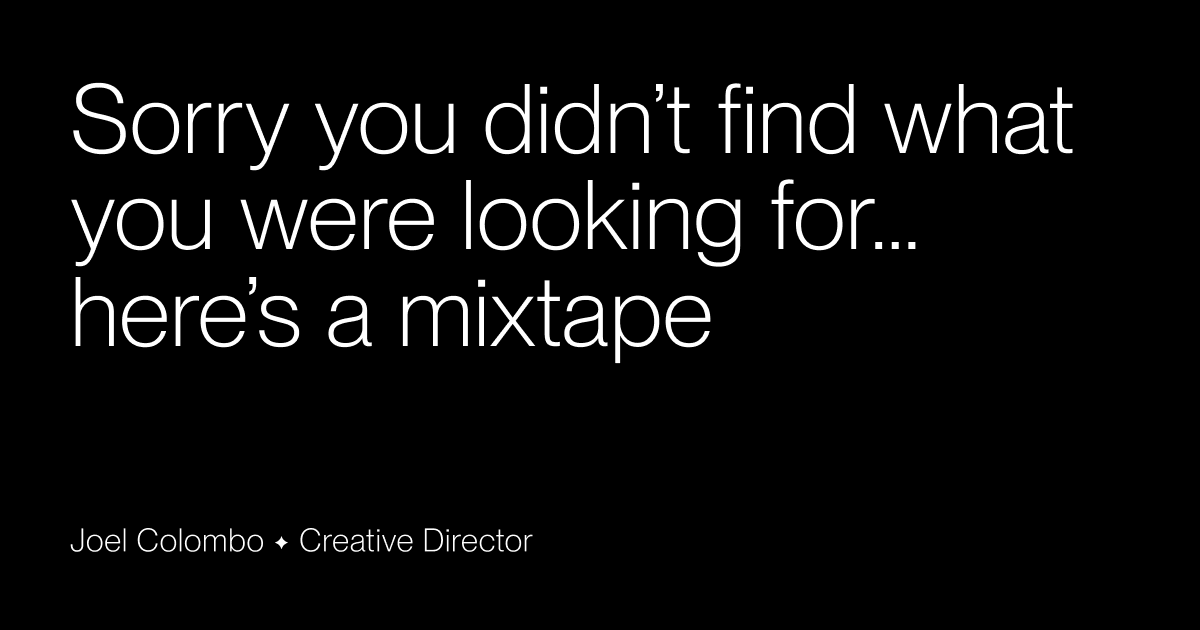 Sorry you didn’t find what
you were looking for...
here’s a mixtape
Joel Colombo ✦ Creative Director